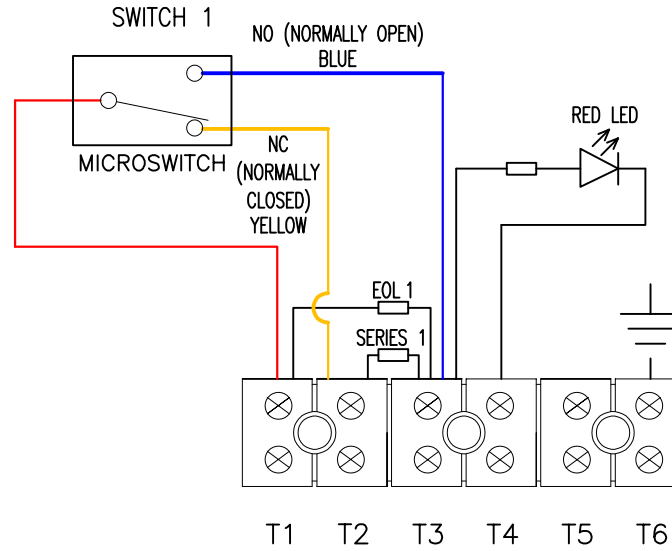 SWITCH 1
NO (NORMALLY OPEN)
BLUE
RED LED
MICROSWITCH
NC
(NORMALLY
CLOSED)
YELLOW
EOL 1
SERIES 1
T1 T2 T3 T4 T5 T6